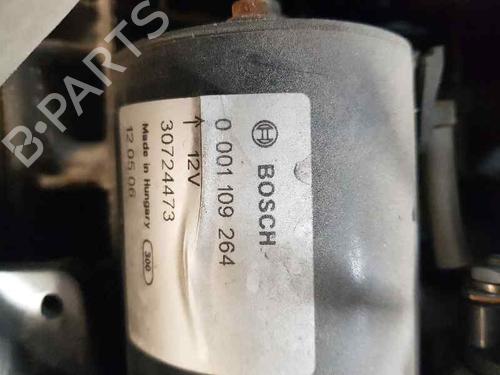 BOSCH
0 001 109 264
↑ 12V
30724473
Made in Hungary 300
12 05 06
B-PARTS